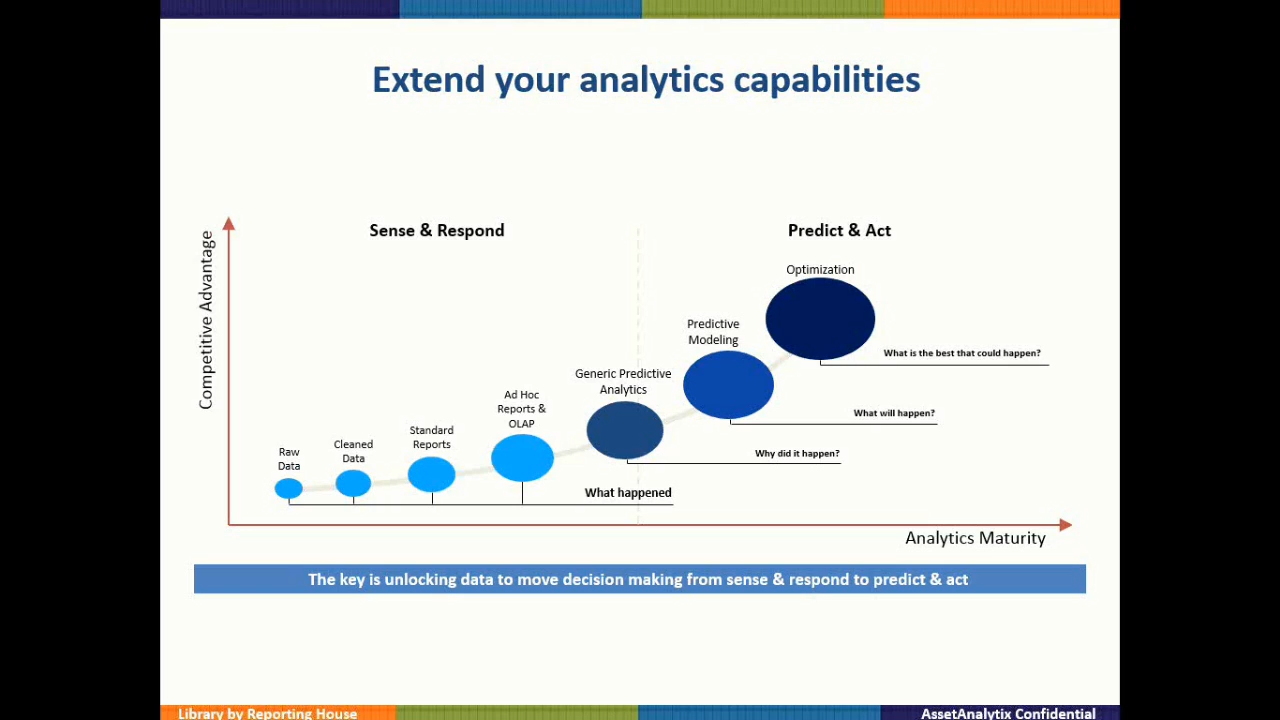 Extend your analytics capabilities
Sense & Respond
Predict & Act
Competitive Advantage
Optimization
Predictive
Modeling
What is the best that could happen?
Generic Predictive
Analytics
Ad Hoc
Reports &
OLAP
What will happen?
Standard
Reports
Cleaned
Data
Raw
Data
Why did it happen?
What happened
Analytics Maturity
The key is unlocking data to move decision making from sense & respond to predict & act
Library by Reporting House
AssetAnalytix Confidential